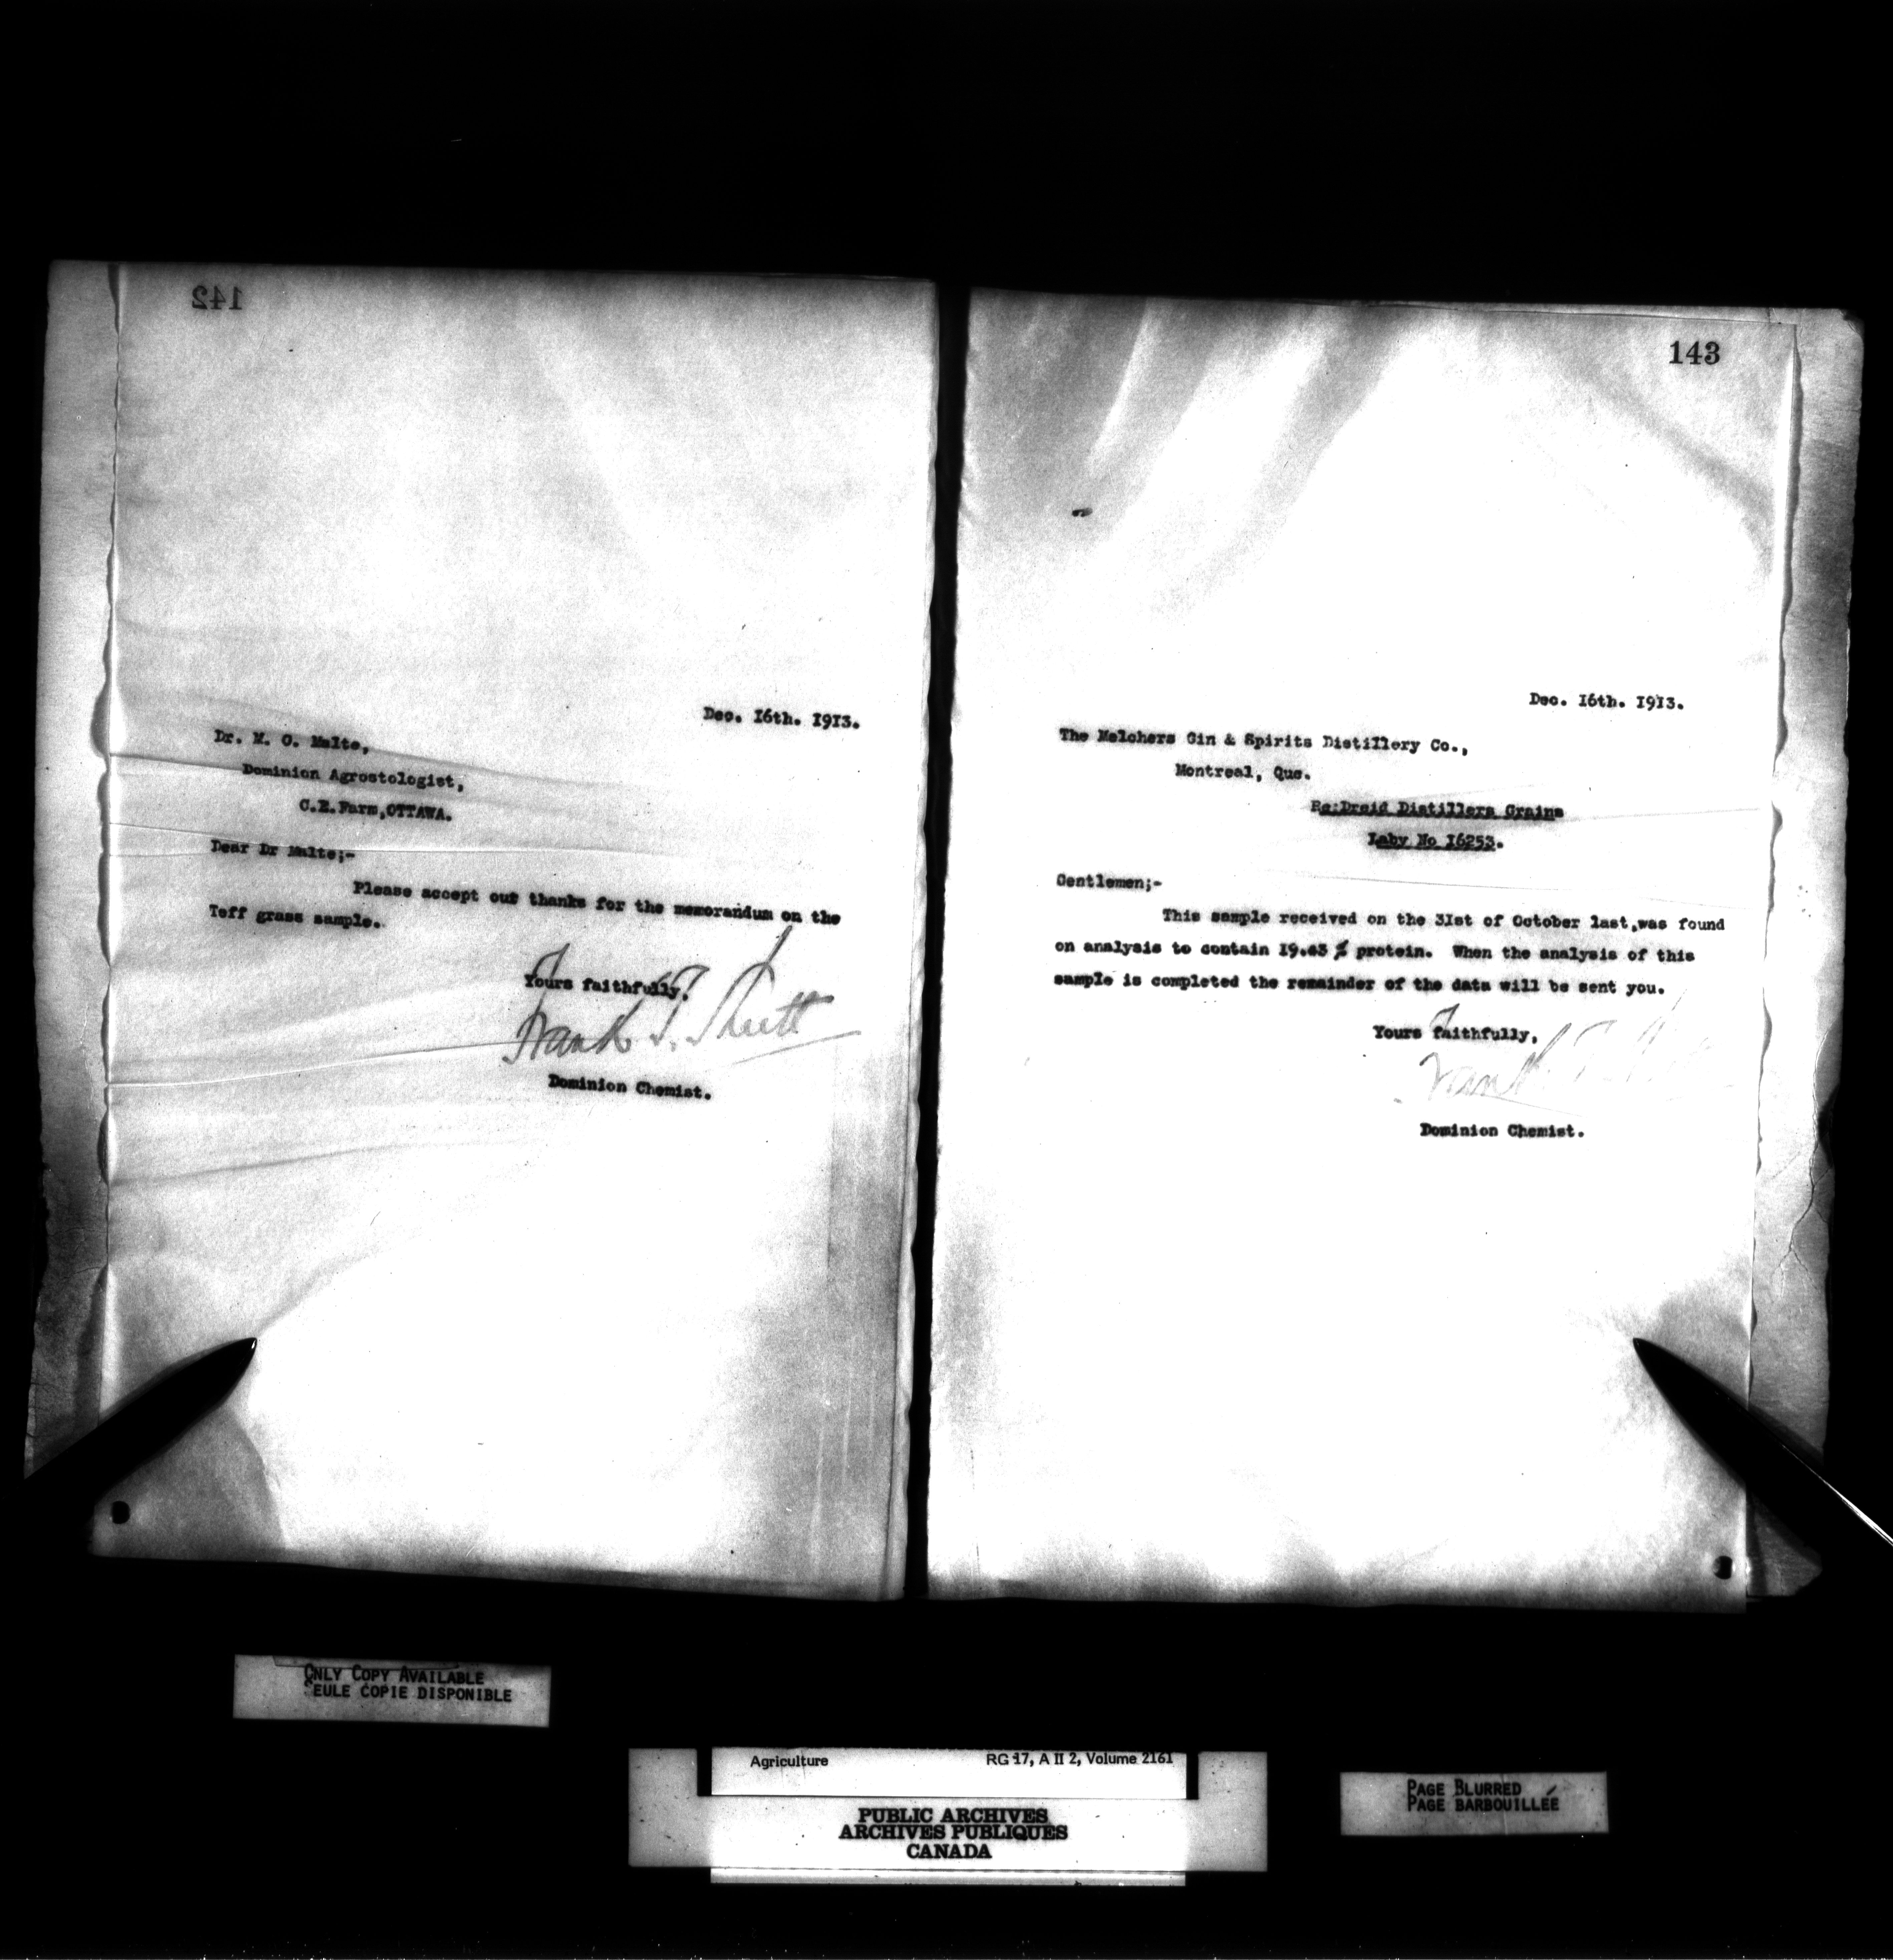 142
Dec. 16th. 1913.
Dr. M. O. Malte,
Dominion Agrostologist,
C.E.Farm,OTTAWA.
Dear Dr Malte;-
Please accept our thanks for the memorandum on the
Teff grass sample.
Yours faithfully,
Frank T. Shutt
Dominion Chemist.
143
Dec. 16th. 1913.
The Melchers Gin & Spirits Distillery Co.,
Montreal, Que.
Re:Dreid Distillers Grains
Laby No 16253.
Gentlemen;-
This sample received on the 31st of October last,was found
on analysis to contain % protein. When the analysis of this
sample is completed the remainder of the data will be sent you.
Yours faithfully,
Frank T.
Dominion Chemist.
ONLY COPY AVAILABLE
SEULE COPIE DISPONIBLE
Agriculture RG 17, A II 2, Volume 2161
PUBLIC ARCHIVES
ARCHIVES PUBLIQUES
CANADA
PAGE BLURRED
PAGE BARBOUILLÉE